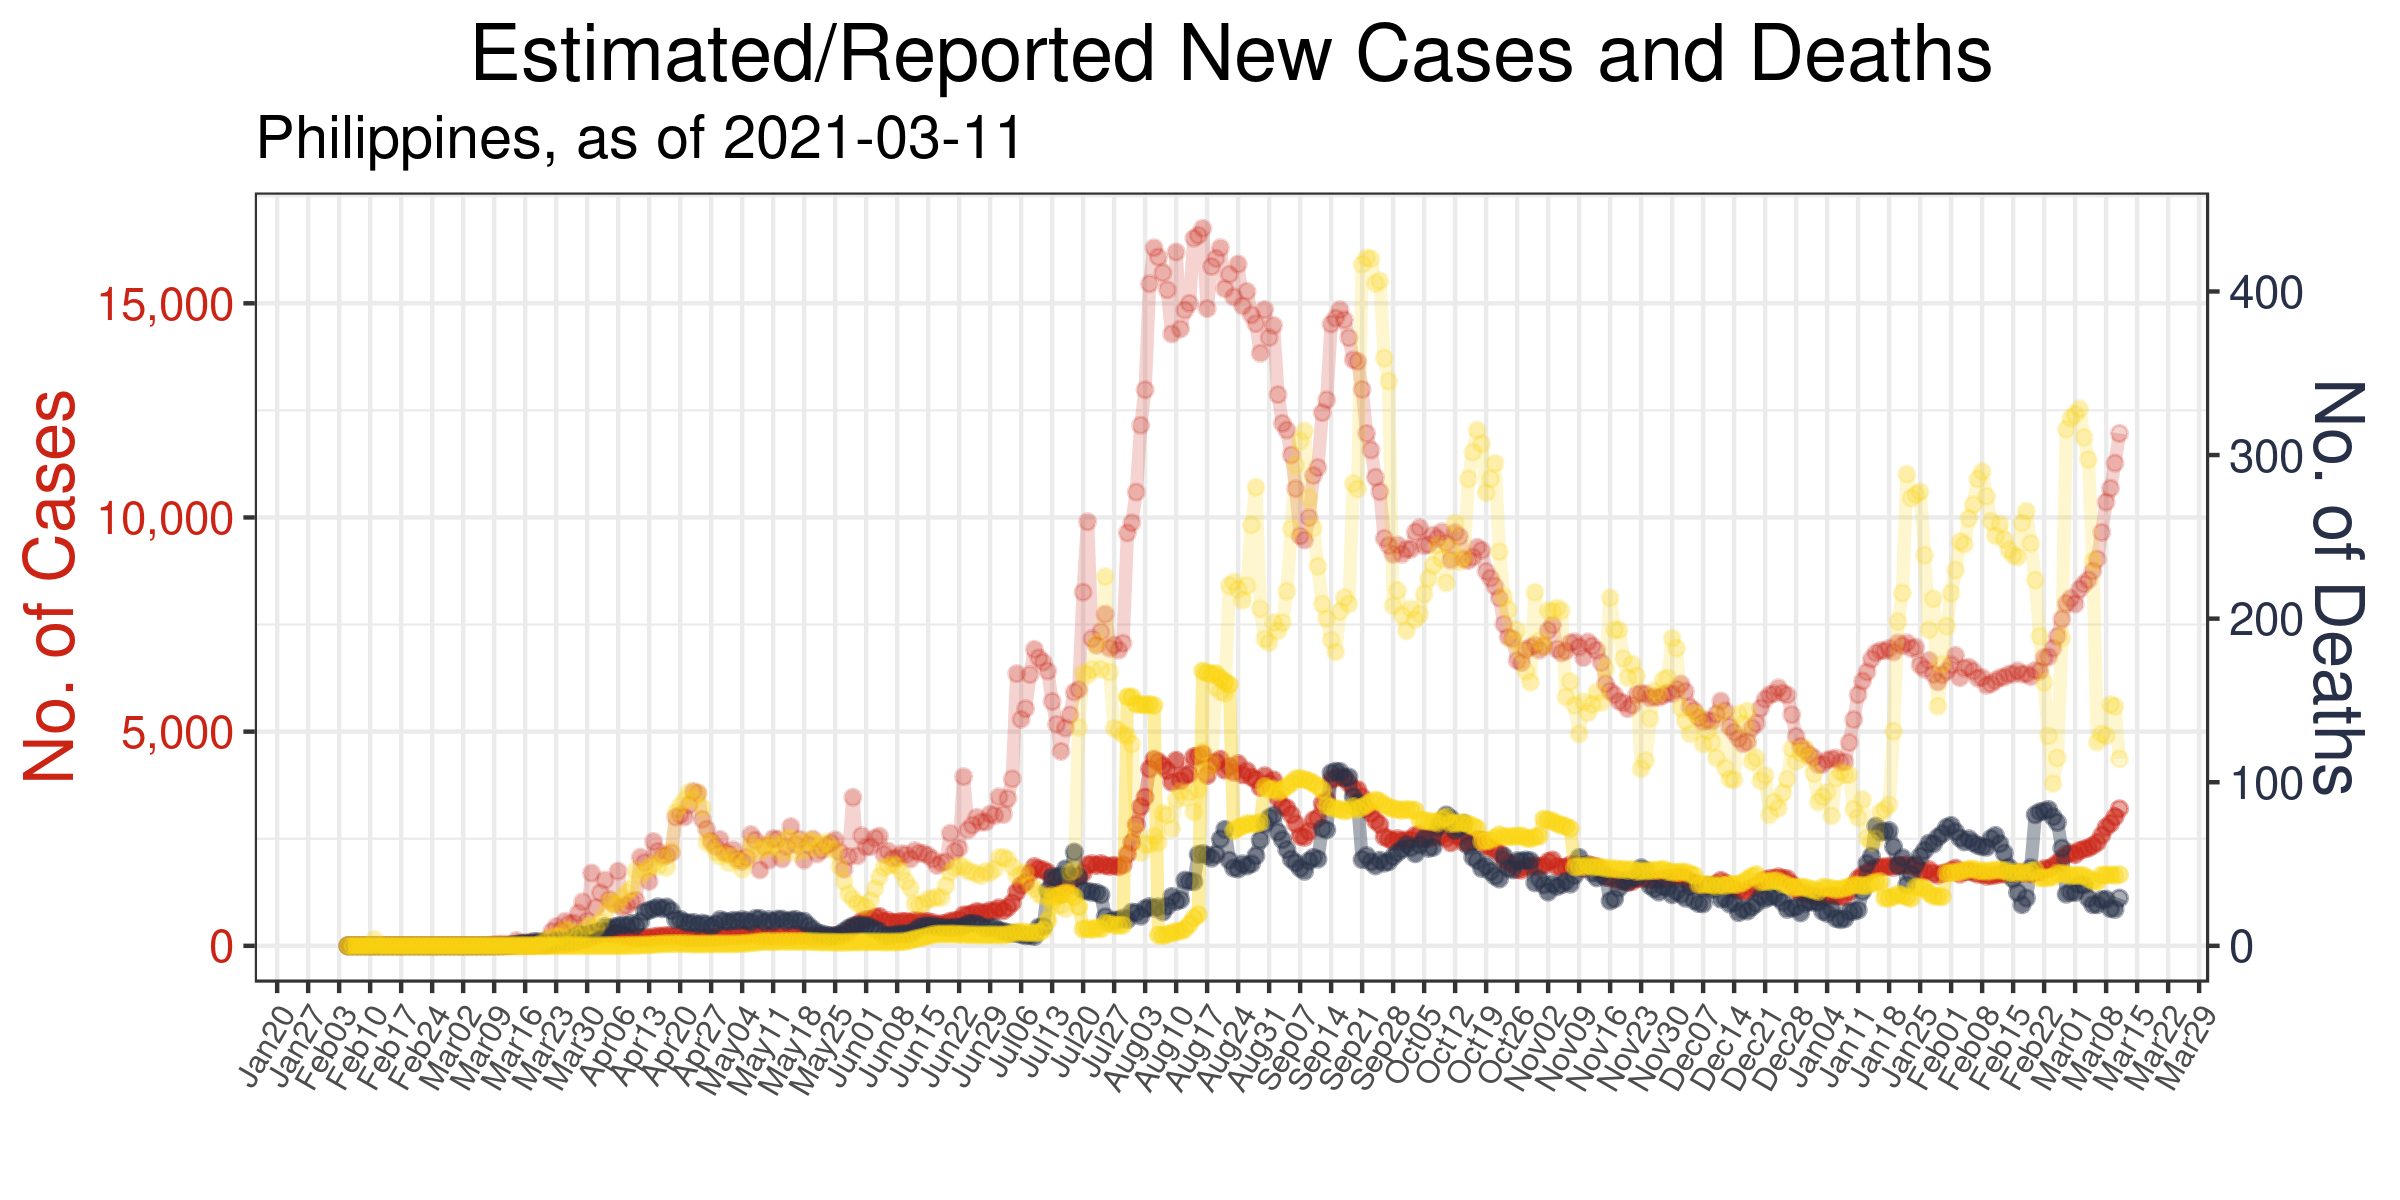 Estimated/Reported New Cases and Deaths
Philippines, as of 2021-03-11
No. of Cases
15,000
10,000
5,000
0
400
300
200
100
0
No. of Deaths
Jan20 Jan27 Feb03 Feb10 Feb17 Feb24 Mar02 Mar09 Mar16 Mar23 Mar30 Apr06 Apr13 Apr20 Apr27 May04 May11 May18 May25 Jun01 Jun08 Jun15 Jun22 Jun29 Jul06 Jul13 Jul20 Jul27 Aug03 Aug10 Aug17 Aug24 Aug31 Sep07 Sep14 Sep21 Sep28 Oct05 Oct12 Oct19 Oct26 Nov02 Nov09 Nov16 Nov23 Nov30 Dec07 Dec14 Dec21 Dec28 Jan04 Jan11 Jan18 Jan25 Feb01 Feb08 Feb15 Feb22 Mar01 Mar08 Mar15 Mar22 Mar29